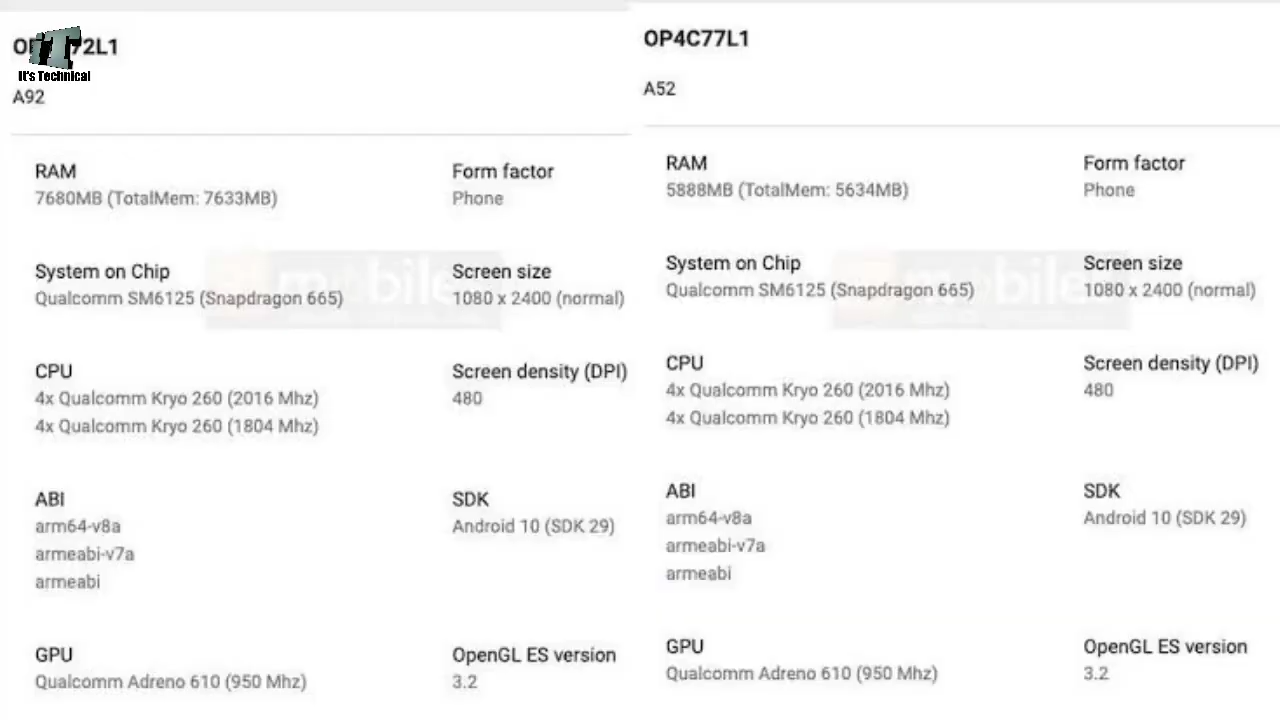 72L1
iT
It's Technical
A92
RAM
7680MB (TotalMem: 7633MB)
Form factor
Phone
System on Chip
Qualcomm SM6125 (Snapdragon 665)
Screen size
1080 x 2400 (normal)
CPU
4x Qualcomm Kryo 260 (2016 Mhz)
4x Qualcomm Kryo 260 (1804 Mhz)
Screen density (DPI)
480
ABI
arm64-v8a
armeabi-v7a
armeabi
SDK
Android 10 (SDK 29)
GPU
Qualcomm Adreno 610 (950 Mhz)
OpenGL ES version
3.2
OP4C77L1
A52
RAM
5888MB (TotalMem: 5634MB)
Form factor
Phone
System on Chip
Qualcomm SM6125 (Snapdragon 665)
Screen size
1080 x 2400 (normal)
CPU
4x Qualcomm Kryo 260 (2016 Mhz)
4x Qualcomm Kryo 260 (1804 Mhz)
Screen density (DPI)
480
ABI
arm64-v8a
armeabi-v7a
armeabi
SDK
Android 10 (SDK 29)
GPU
Qualcomm Adreno 610 (950 Mhz)
OpenGL ES version
3.2